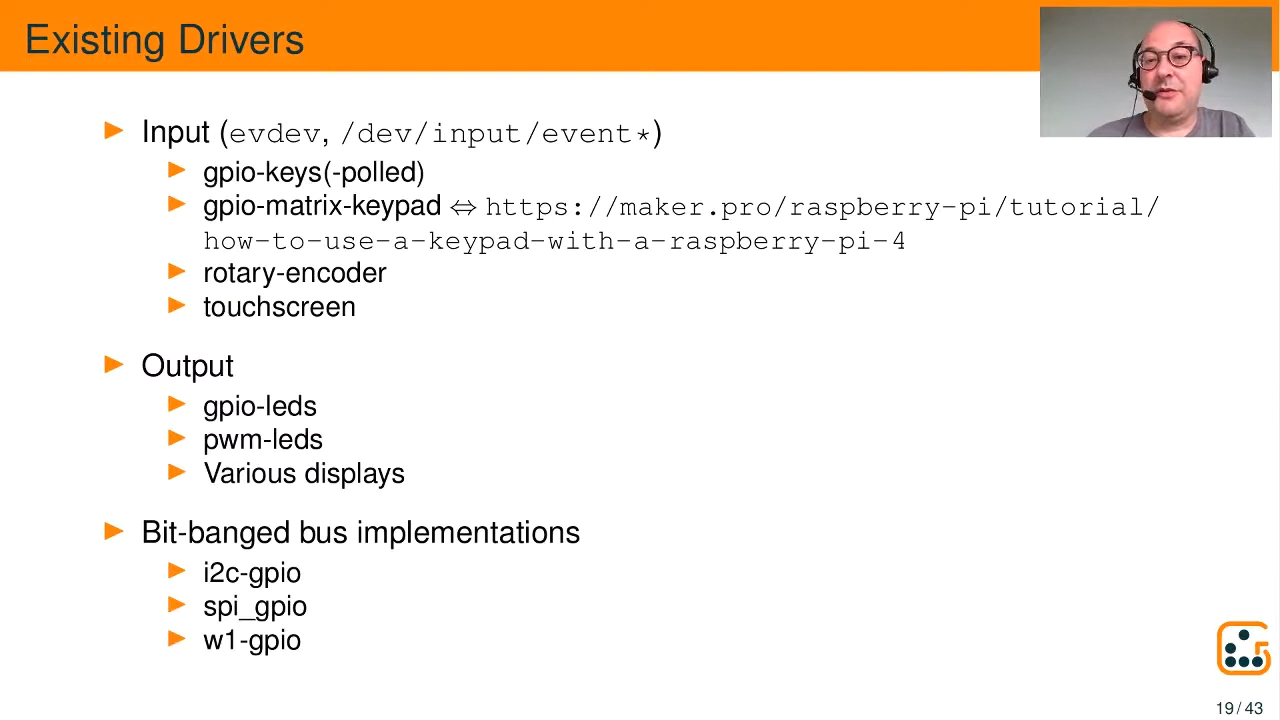 Existing Drivers
Input (evdev, /dev/input/event*)
gpio-keys(-polled)
gpio-matrix-keypad ⇔ https://maker.pro/raspberry-pi/tutorial/
how-to-use-a-keypad-with-a-raspberry-pi-4
rotary-encoder
touchscreen
Output
gpio-leds
pwm-leds
Various displays
Bit-banged bus implementations
i2c-gpio
spi_gpio
w1-gpio
19 / 43